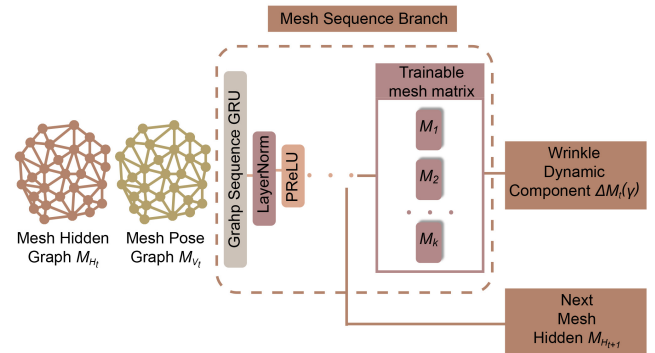 Mesh Sequence Branch
Grahp Sequence GRU
LayerNorm
PReLU
Trainable
mesh matrix
M1
M2
Mk
Mesh Hidden
Graph MHt
Mesh Pose
Graph MVt
Wrinkle
Dynamic
Component ΔMt(γ)
Next
Mesh
Hidden MHt+1